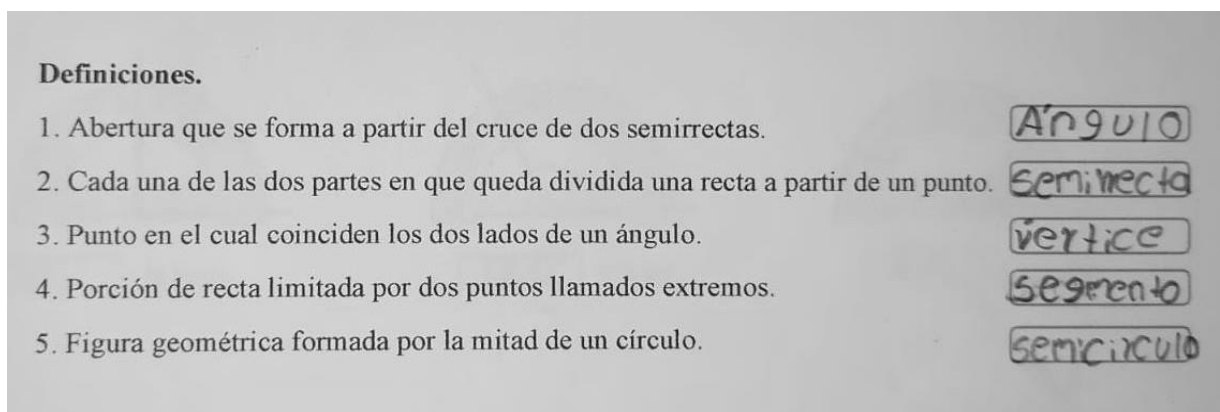 Definiciones.
1. Abertura que se forma a partir del cruce de dos semirrectas. Ángulo
2. Cada una de las dos partes en que queda dividida una recta a partir de un punto. semirrecta
3. Punto en el cual coinciden los dos lados de un ángulo. vértice
4. Porción de recta limitada por dos puntos llamados extremos. segmento
5. Figura geométrica formada por la mitad de un círculo. semicirculo